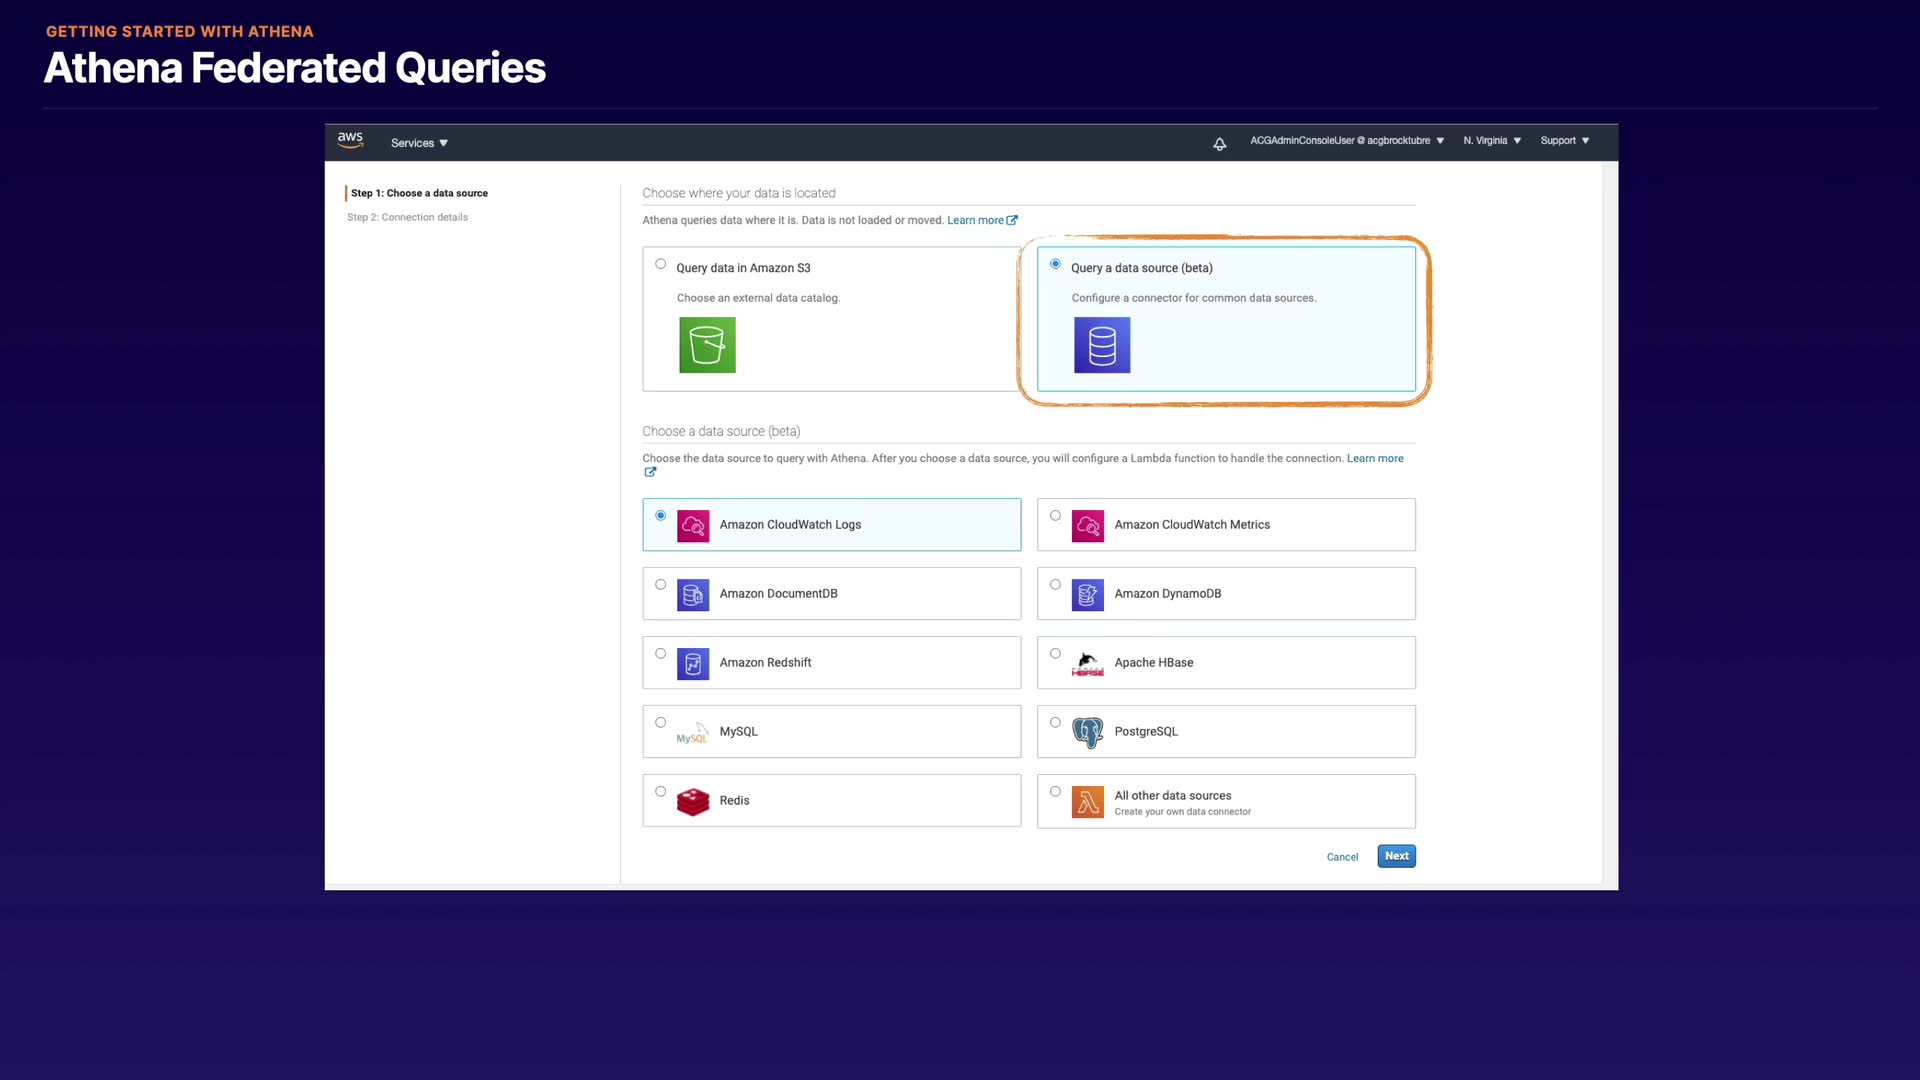 GETTING STARTED WITH ATHENA
Athena Federated Queries
aws
Services
ACGAdminConsoleUser @ acgbrocktubre
N. Virginia
Support
Step 1: Choose a data source
Step 2: Connection details
Choose where your data is located
Athena queries data where it is. Data is not loaded or moved. Learn more
Query data in Amazon S3
Choose an external data catalog.
Query a data source (beta)
Configure a connector for common data sources.
Choose a data source (beta)
Choose the data source to query with Athena. After you choose a data source, you will configure a Lambda function to handle the connection. Learn more
Amazon CloudWatch Logs
Amazon CloudWatch Metrics
Amazon DocumentDB
Amazon DynamoDB
Amazon Redshift
HBASE
Apache HBase
MySQL
MySQL
PostgreSQL
Redis
All other data sources
Create your own data connector
Cancel
Next